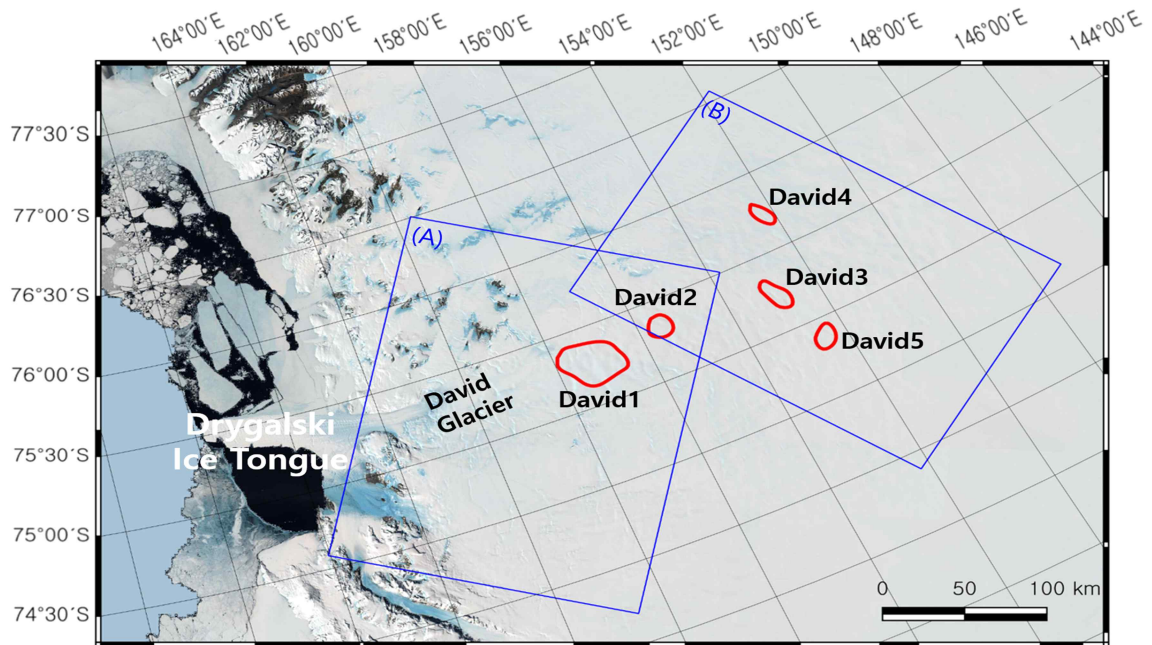 164°00´E
162°00´E
160°00´E
158°00´E
156°00´E
154°00´E
152°00´E
150°00´E
148°00´E
146°00´E
144°00´E
77°30´S
77°00´S
76°30´S
76°00´S
75°30´S
75°00´S
74°30´S
(B)
David4
(A)
David3
David2
David5
David1
David
Glacier
Drygalski
Ice Tongue
0 50 100 km